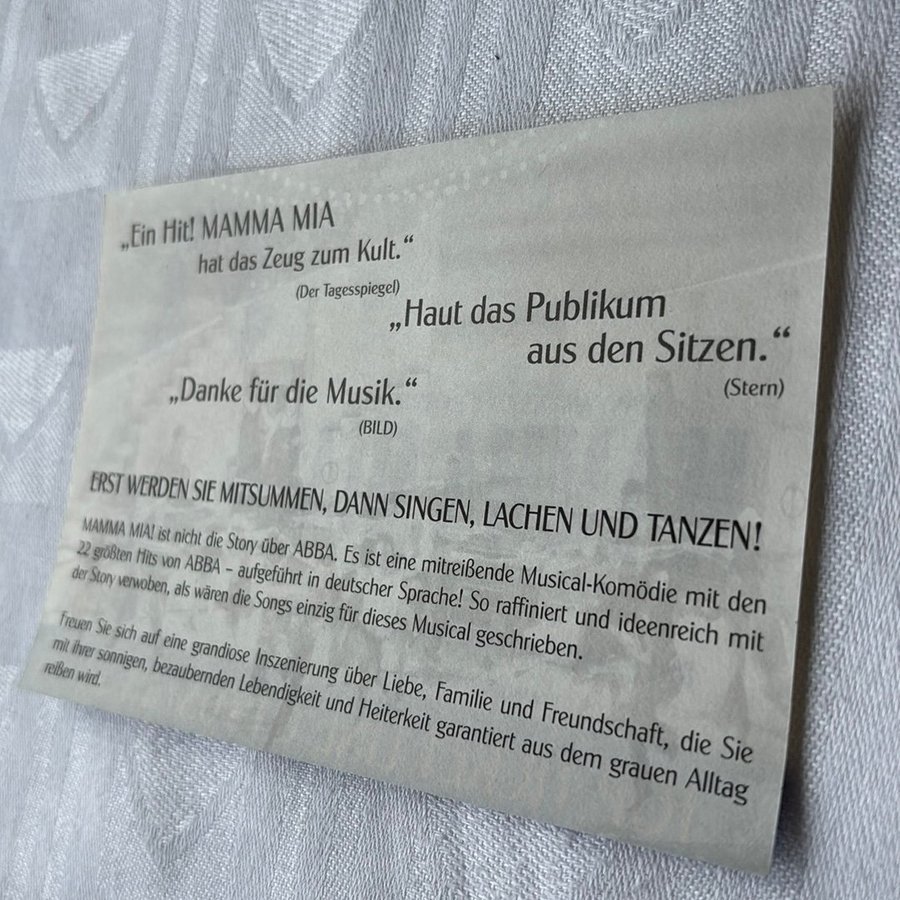 „Ein Hit! MAMMA MIA
hat das Zeug zum Kult.“
(Der Tagesspiegel)
„Haut das Publikum
aus den Sitzen.“
(Stern)
„Danke für die Musik.“
(BILD)
ERST WERDEN SIE MITSUMMEN, DANN SINGEN, LACHEN UND TANZEN!
MAMMA MIA! ist nicht die Story über ABBA. Es ist eine mitreißende Musical-Komödie mit den
22 größten Hits von ABBA – aufgeführt in deutscher Sprache! So raffiniert und ideenreich mit
der Story verwoben, als wären die Songs einzig für dieses Musical geschrieben.
Freuen Sie sich auf eine grandiose Inszenierung über Liebe, Familie und Freundschaft, die Sie
mit ihrer sonnigen, bezaubernden Lebendigkeit und Heiterkeit garantiert aus dem grauen Alltag
reißen wird.